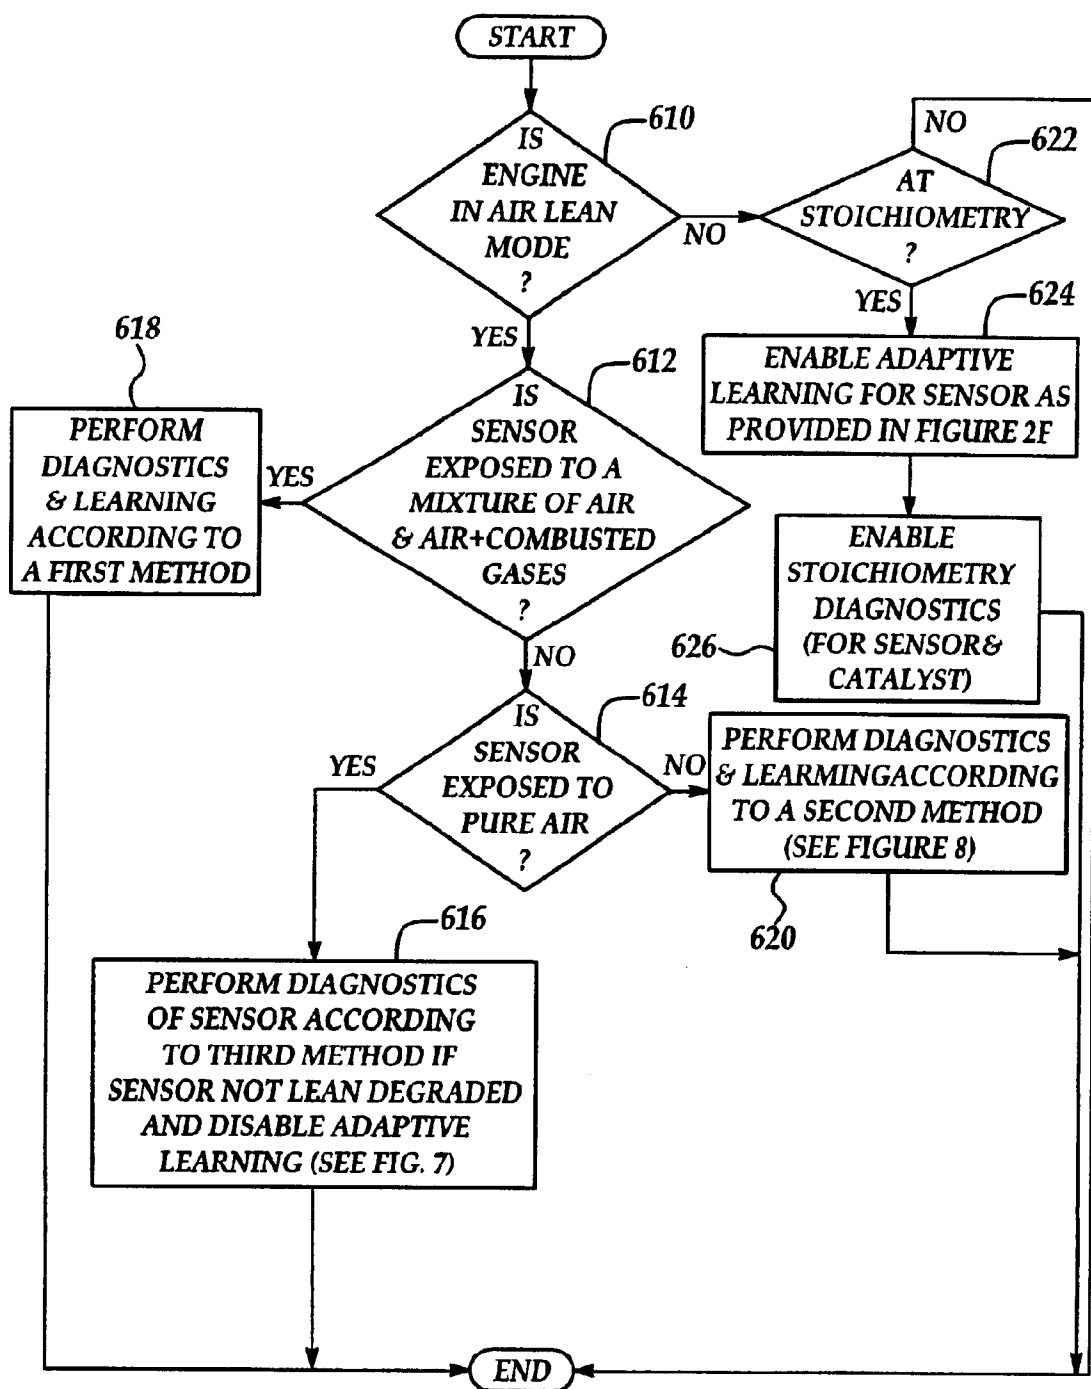 START
610
IS
ENGINE
IN AIR LEAN
MODE
?
NO
622
AT
STOICHIOMETRY
?
NO
YES
624
ENABLE ADAPTIVE
LEARNING FOR SENSOR AS
PROVIDED IN FIGURE 2F
ENABLE
STOICHIOMETRY
DIAGNOSTICS
(FOR SENSOR&
CATALYST)
626
YES
612
IS
SENSOR
EXPOSED TO A
MIXTURE OF AIR
& AIR+COMBUSTED
GASES
?
YES
618
PERFORM
DIAGNOSTICS
& LEARNING
ACCORDING TO
A FIRST METHOD
NO
614
IS
SENSOR
EXPOSED TO
PURE AIR
?
NO
PERFORM DIAGNOSTICS
& LEARMINGACCORDING
TO A SECOND METHOD
(SEE FIGURE 8)
620
YES
616
PERFORM DIAGNOSTICS
OF SENSOR ACCORDING
TO THIRD METHOD IF
SENSOR NOT LEAN DEGRADED
AND DISABLE ADAPTIVE
LEARNING (SEE FIG. 7)
END